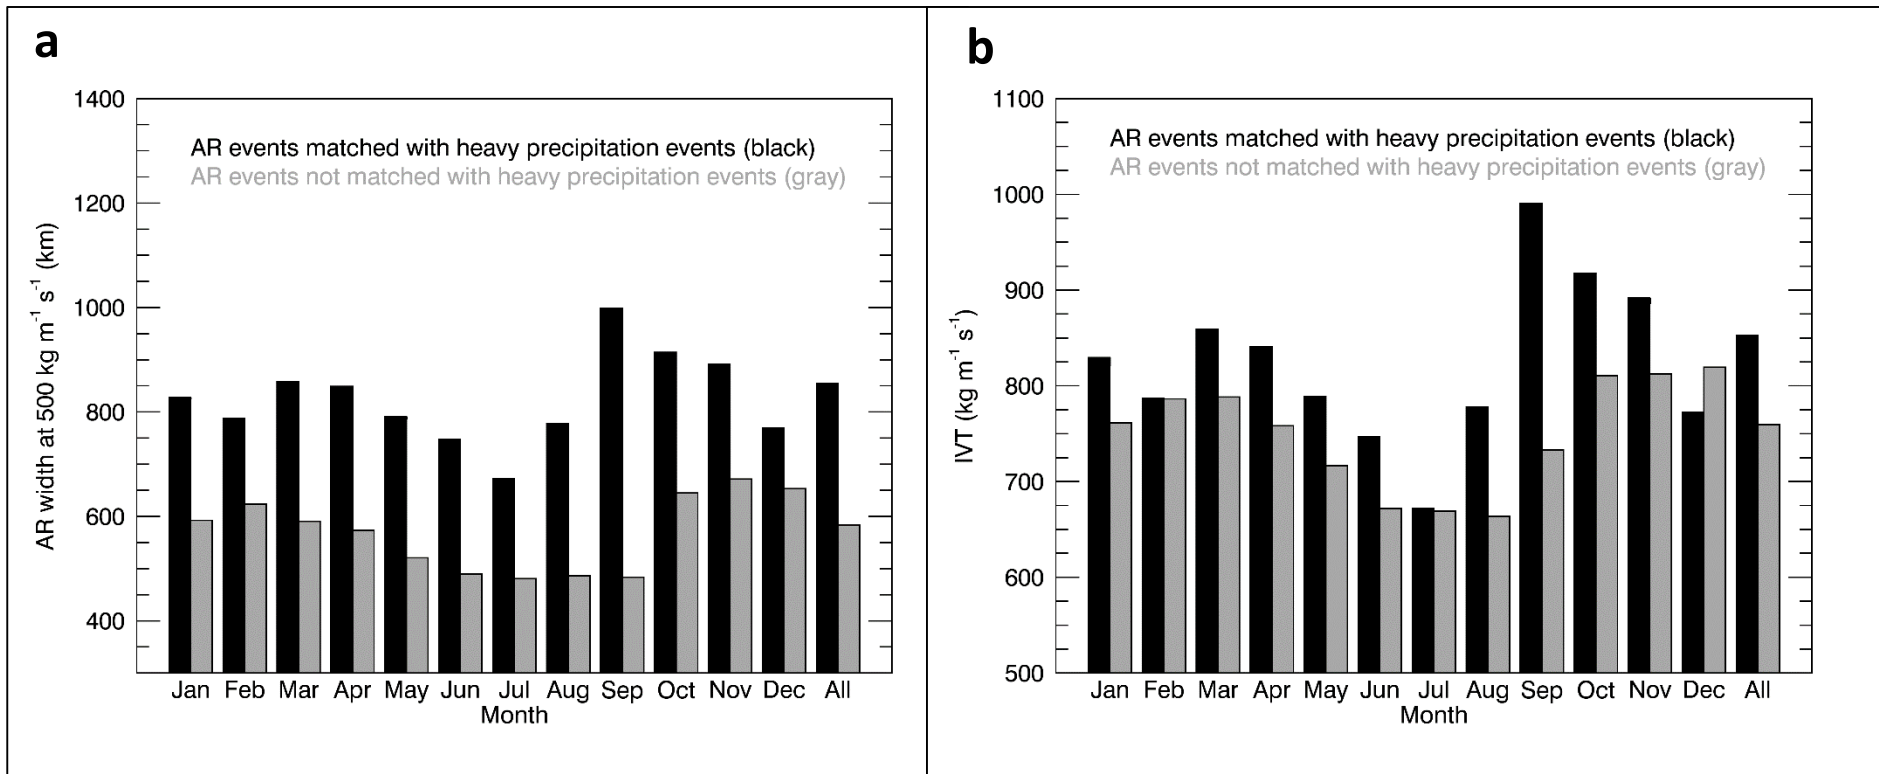 a
1400
1200
1000
800
600
400
AR width at 500 kg m⁻¹ s⁻¹ (km)
AR events matched with heavy precipitation events (black)
AR events not matched with heavy precipitation events (gray)
Jan Feb Mar Apr May Jun Jul Aug Sep Oct Nov Dec All
Month
b
1100
1000
900
800
700
600
500
IVT (kg m⁻¹ s⁻¹)
AR events matched with heavy precipitation events (black)
AR events not matched with heavy precipitation events (gray)
Jan Feb Mar Apr May Jun Jul Aug Sep Oct Nov Dec All
Month